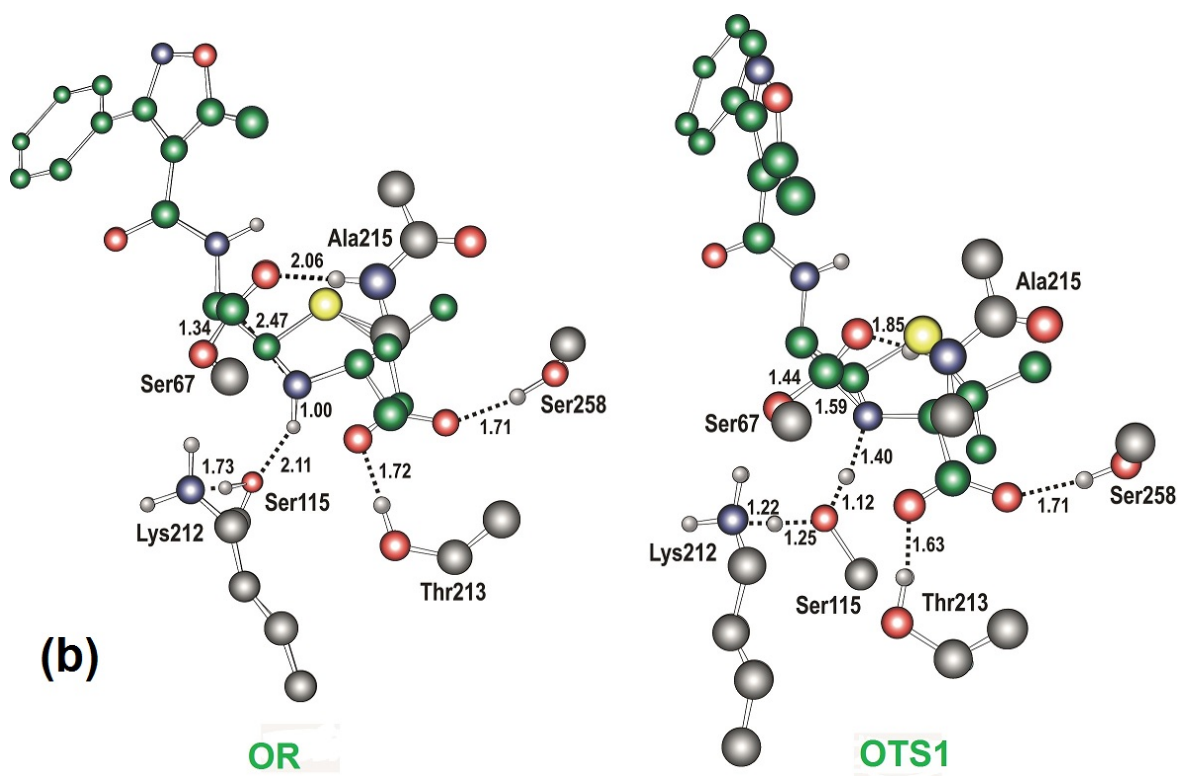 Ala215
2.06
1.34
2.47
Ser67
1.00
Ser258
1.71
1.73
2.11
1.72
Ser115
Lys212
Thr213
(b)
OR
Ala215
1.85
1.44
1.59
Ser67
1.40
1.12
1.22
1.25
Lys212
Ser115
1.71
Ser258
1.63
Thr213
OTS1